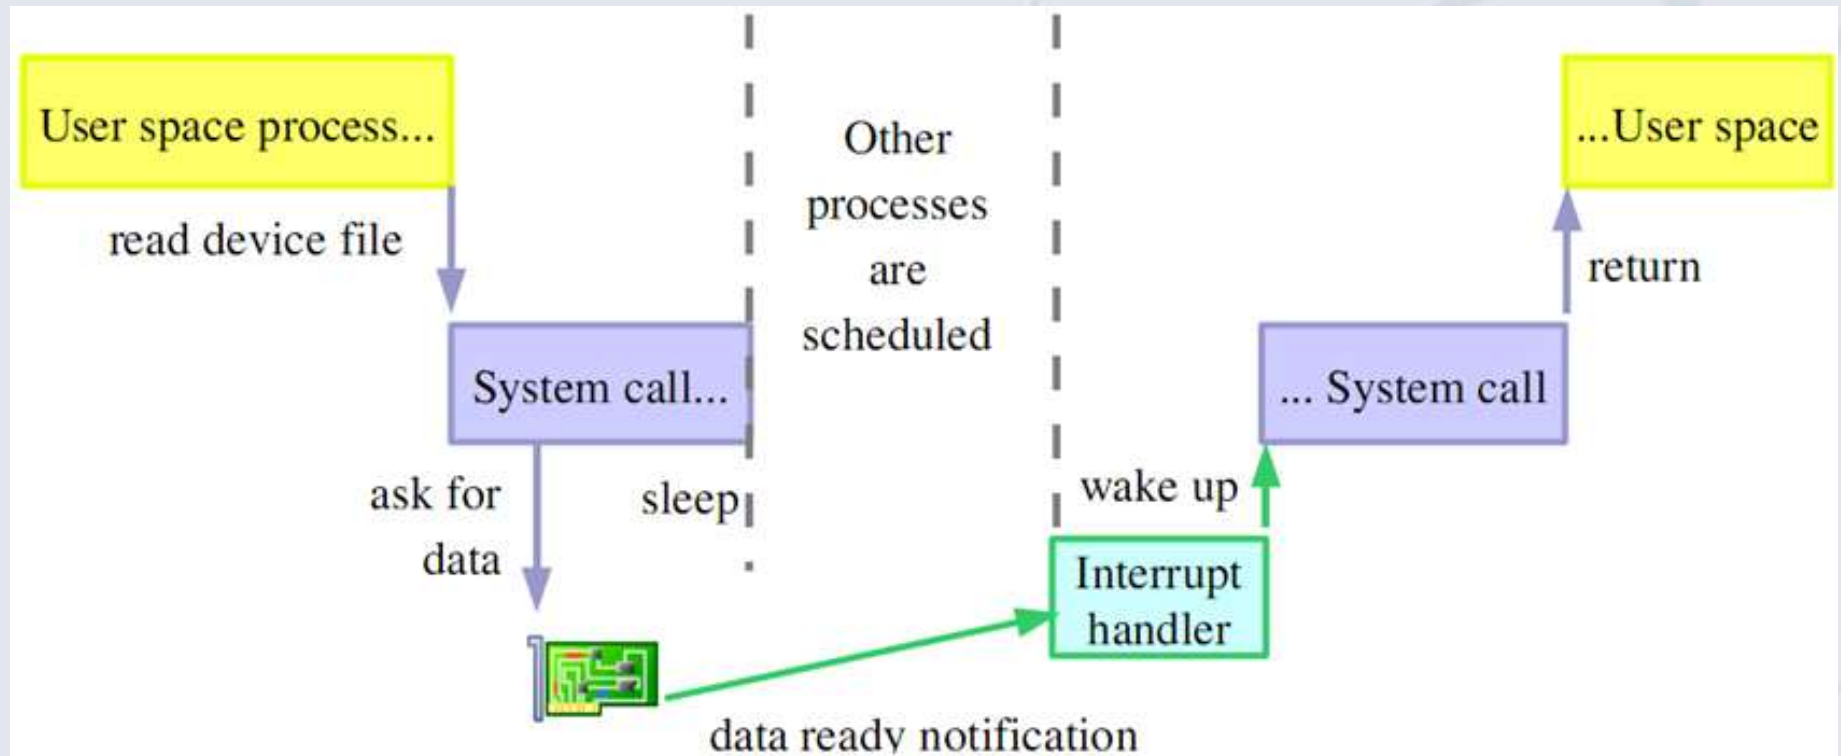 User space process...
read device file
System call...
ask for
data
sleep
Other
processes
are
scheduled
data ready notification
Interrupt
handler
wake up
... System call
return
...User space